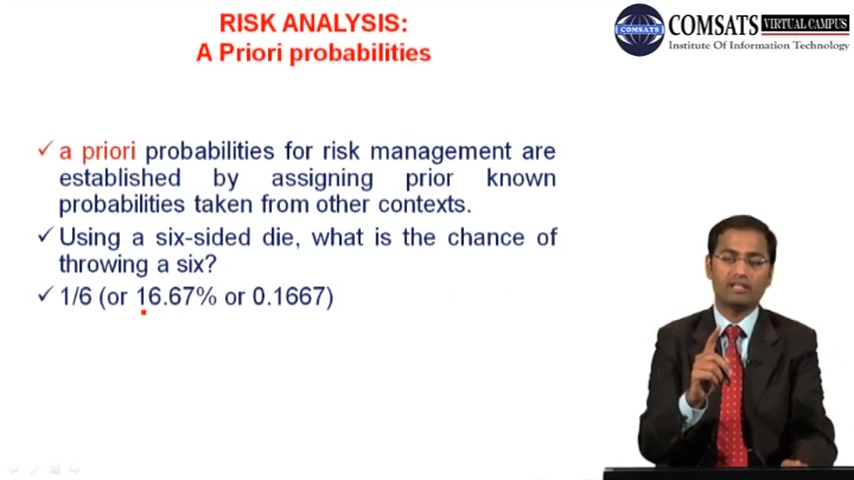 RISK ANALYSIS:
A Priori probabilities
COMSATS
COMSATS
VIRTUAL CAMPUS
Institute Of Information Technology
✓ a priori probabilities for risk management are
established by assigning prior known
probabilities taken from other contexts.
✓ Using a six-sided die, what is the chance of
throwing a six?
✓ 1/6 (or 16.67% or 0.1667)